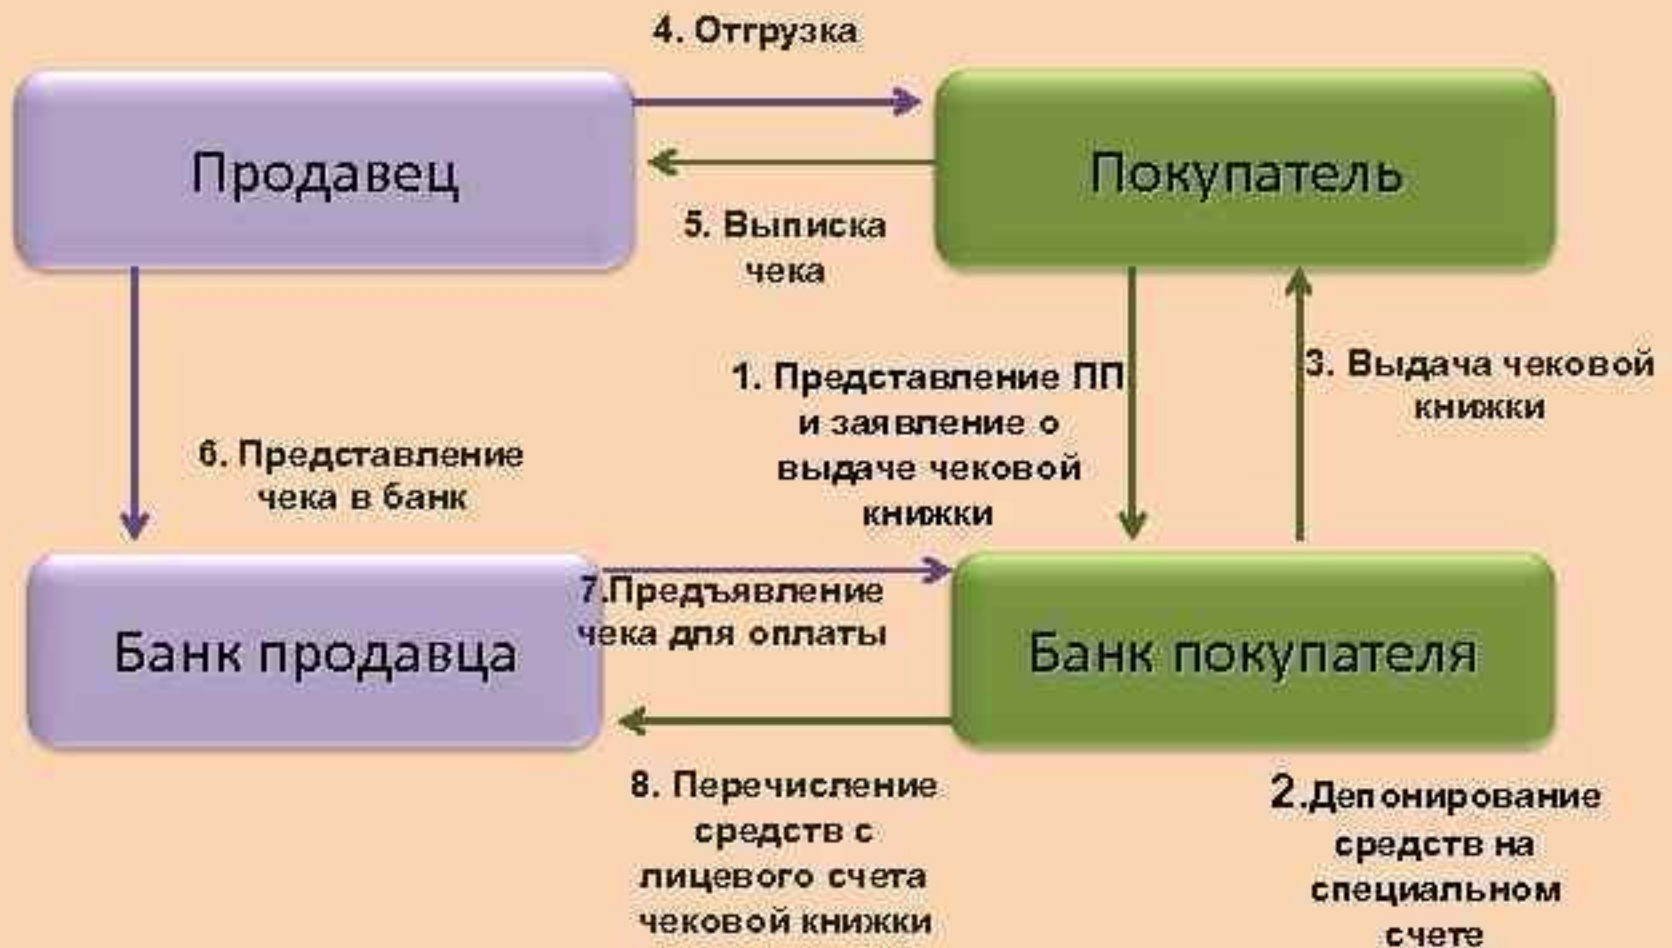 4. Отгрузка
Продавец
Покупатель
5. Выписка
чека
1. Представление ПП
и заявление о
выдаче чековой
книжки
3. Выдача чековой
книжки
6. Представление
чека в банк
7.Предъявление
чека для оплаты
Банк продавца
Банк покупателя
8. Перечисление
средств с
лицевого счета
чековой книжки
2.Депонирование
средств на
специальном
счете